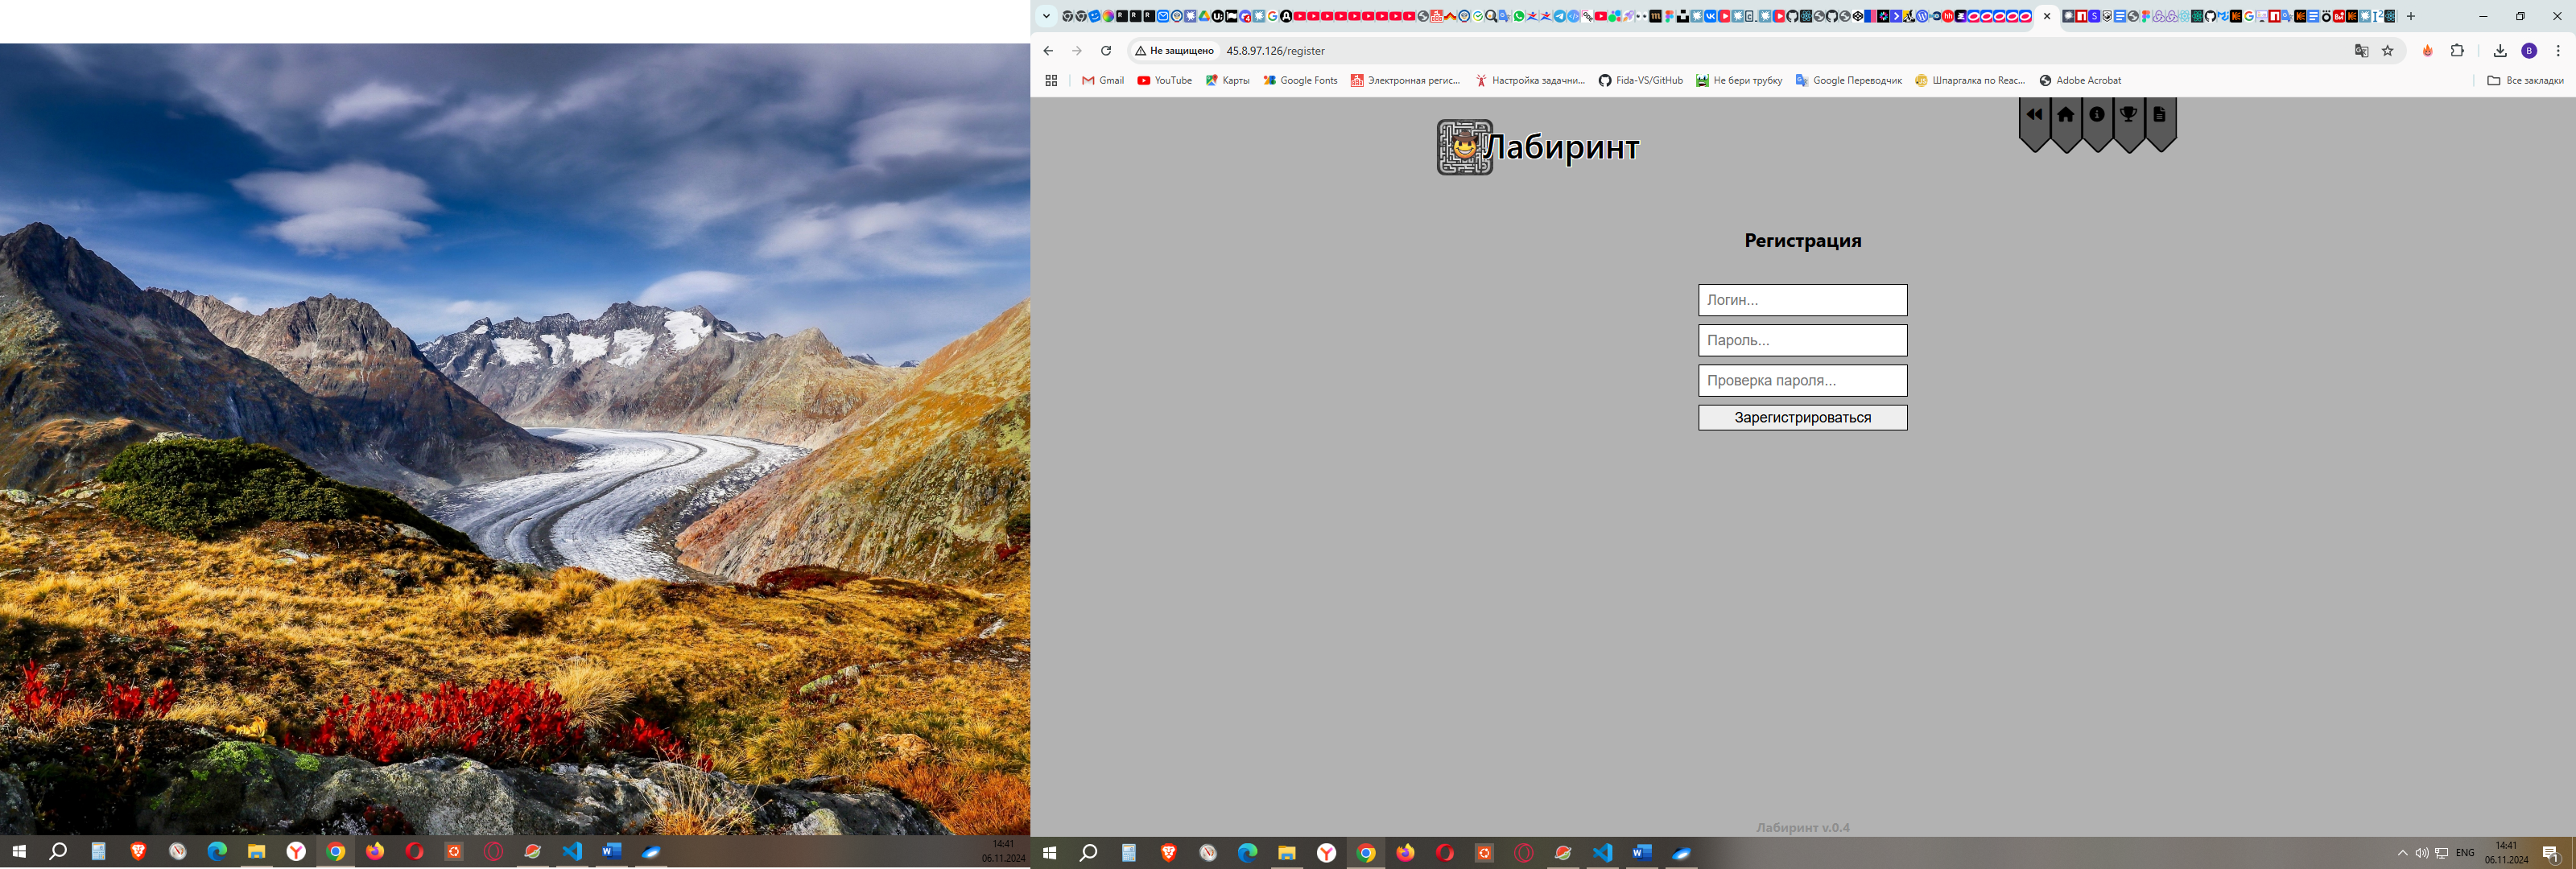 Не защищено
45.8.97.126/register
Gmail
YouTube
Карты
Google Fonts
Электронная регис...
Настройка задачни...
Fida-VS/GitHub
Не бери трубку
Google Переводчик
Шпаргалка по Reac...
Adobe Acrobat
Все закладки
Лабиринт
Регистрация
Логин...
Пароль...
Проверка пароля...
Зарегистрироваться
Лабиринт v.0.4
14:41
06.11.2024
ENG
14:41
06.11.2024
1